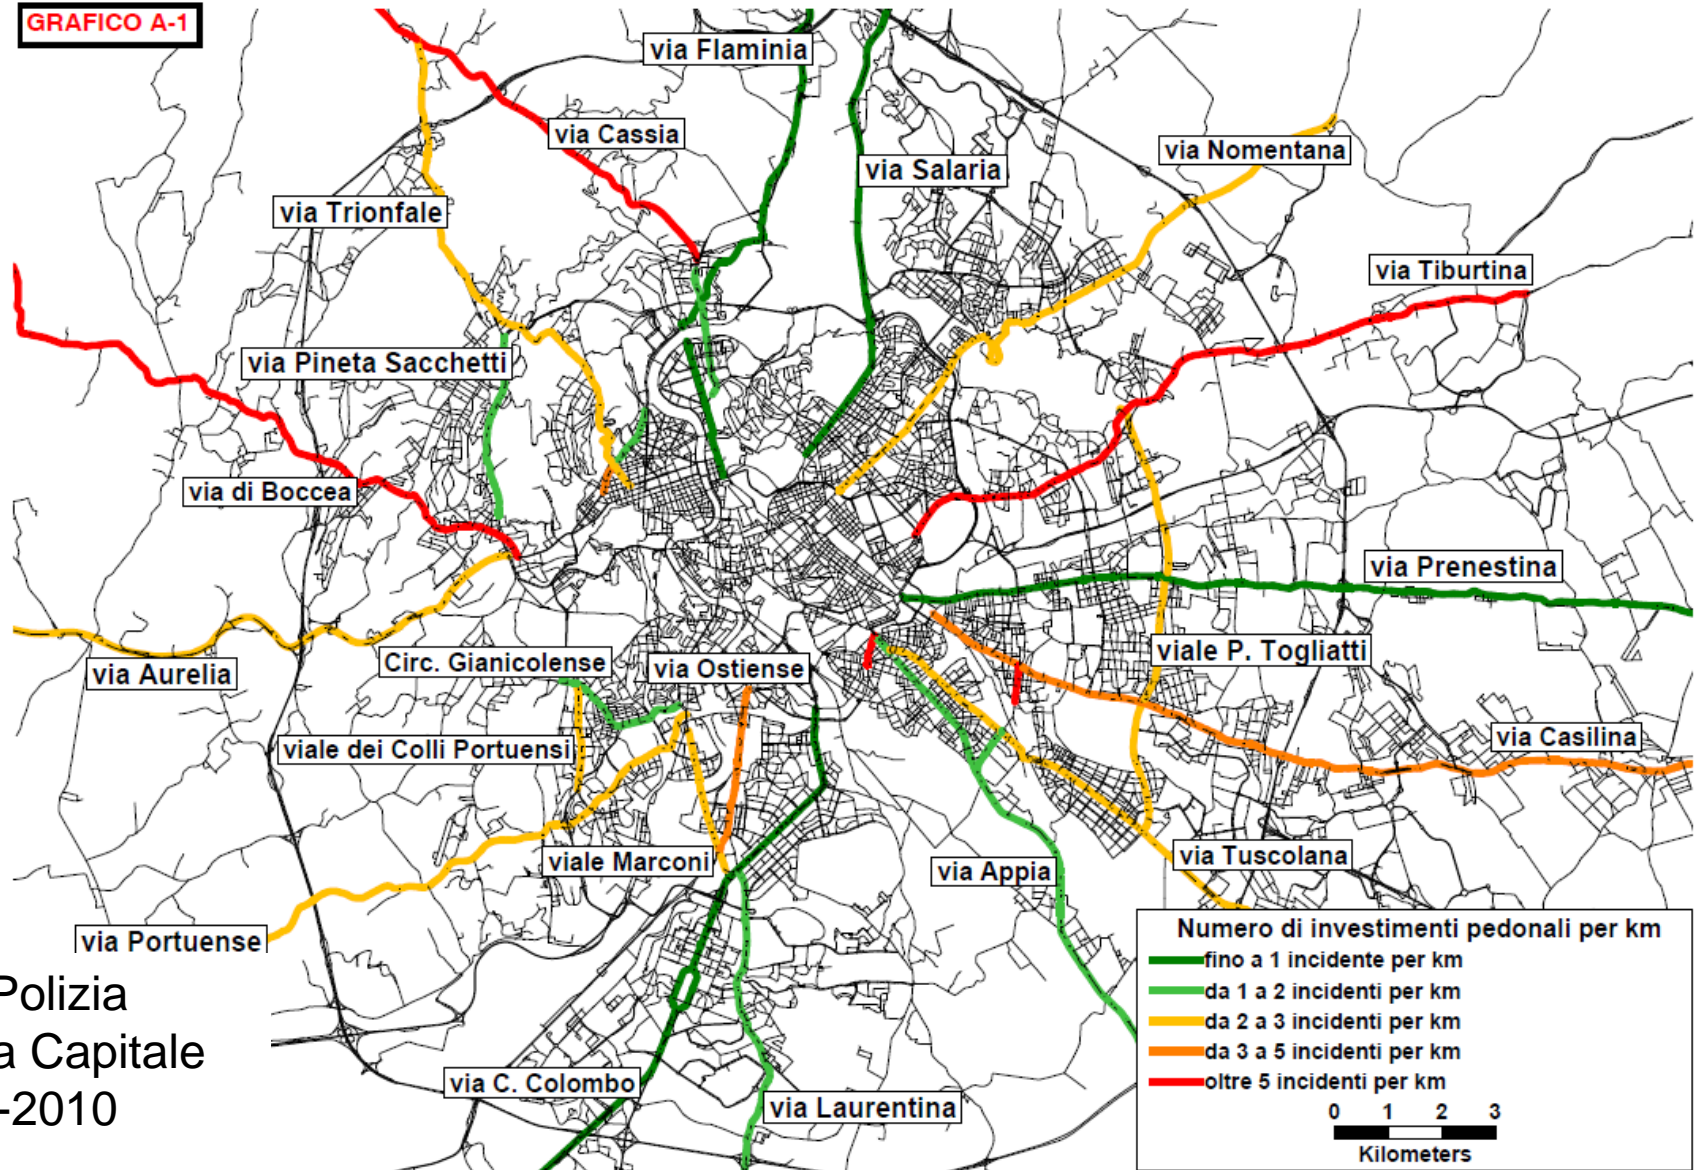 GRAFICO A-1
via Flaminia
via Cassia
via Salaria
via Nomentana
via Trionfale
via Tiburtina
via Pineta Sacchetti
via di Boccea
via Prenestina
via Aurelia
Circ. Gianicolense
via Ostiense
viale P. Togliatti
viale dei Colli Portuensi
via Casilina
viale Marconi
via Appia
via Tuscolana
via Portuense
via C. Colombo
via Laurentina
Polizia
a Capitale
-2010
Numero di investimenti pedonali per km
fino a 1 incidente per km
da 1 a 2 incidenti per km
da 2 a 3 incidenti per km
da 3 a 5 incidenti per km
oltre 5 incidenti per km
0 1 2 3
Kilometers